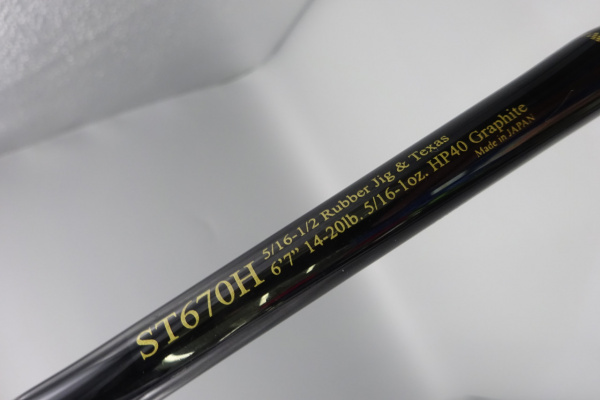 ST670H
5/16-1/2 Rubber Jig & Texas
6'7" 14-20lb. 5/16-1oz. HP40 Graphite
Made in JAPAN